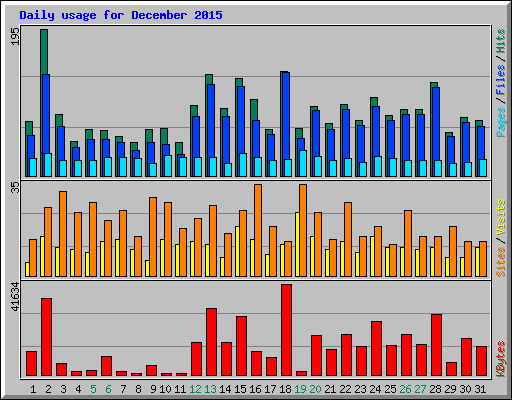 Daily usage for December 2015
195
Pages / Files / Hits
35
Sites / Visits
41634
KBytes
1 2 3 4 5 6 7 8 9 10 11 12 13 14 15 16 17 18 19 20 21 22 23 24 25 26 27 28 29 30 31